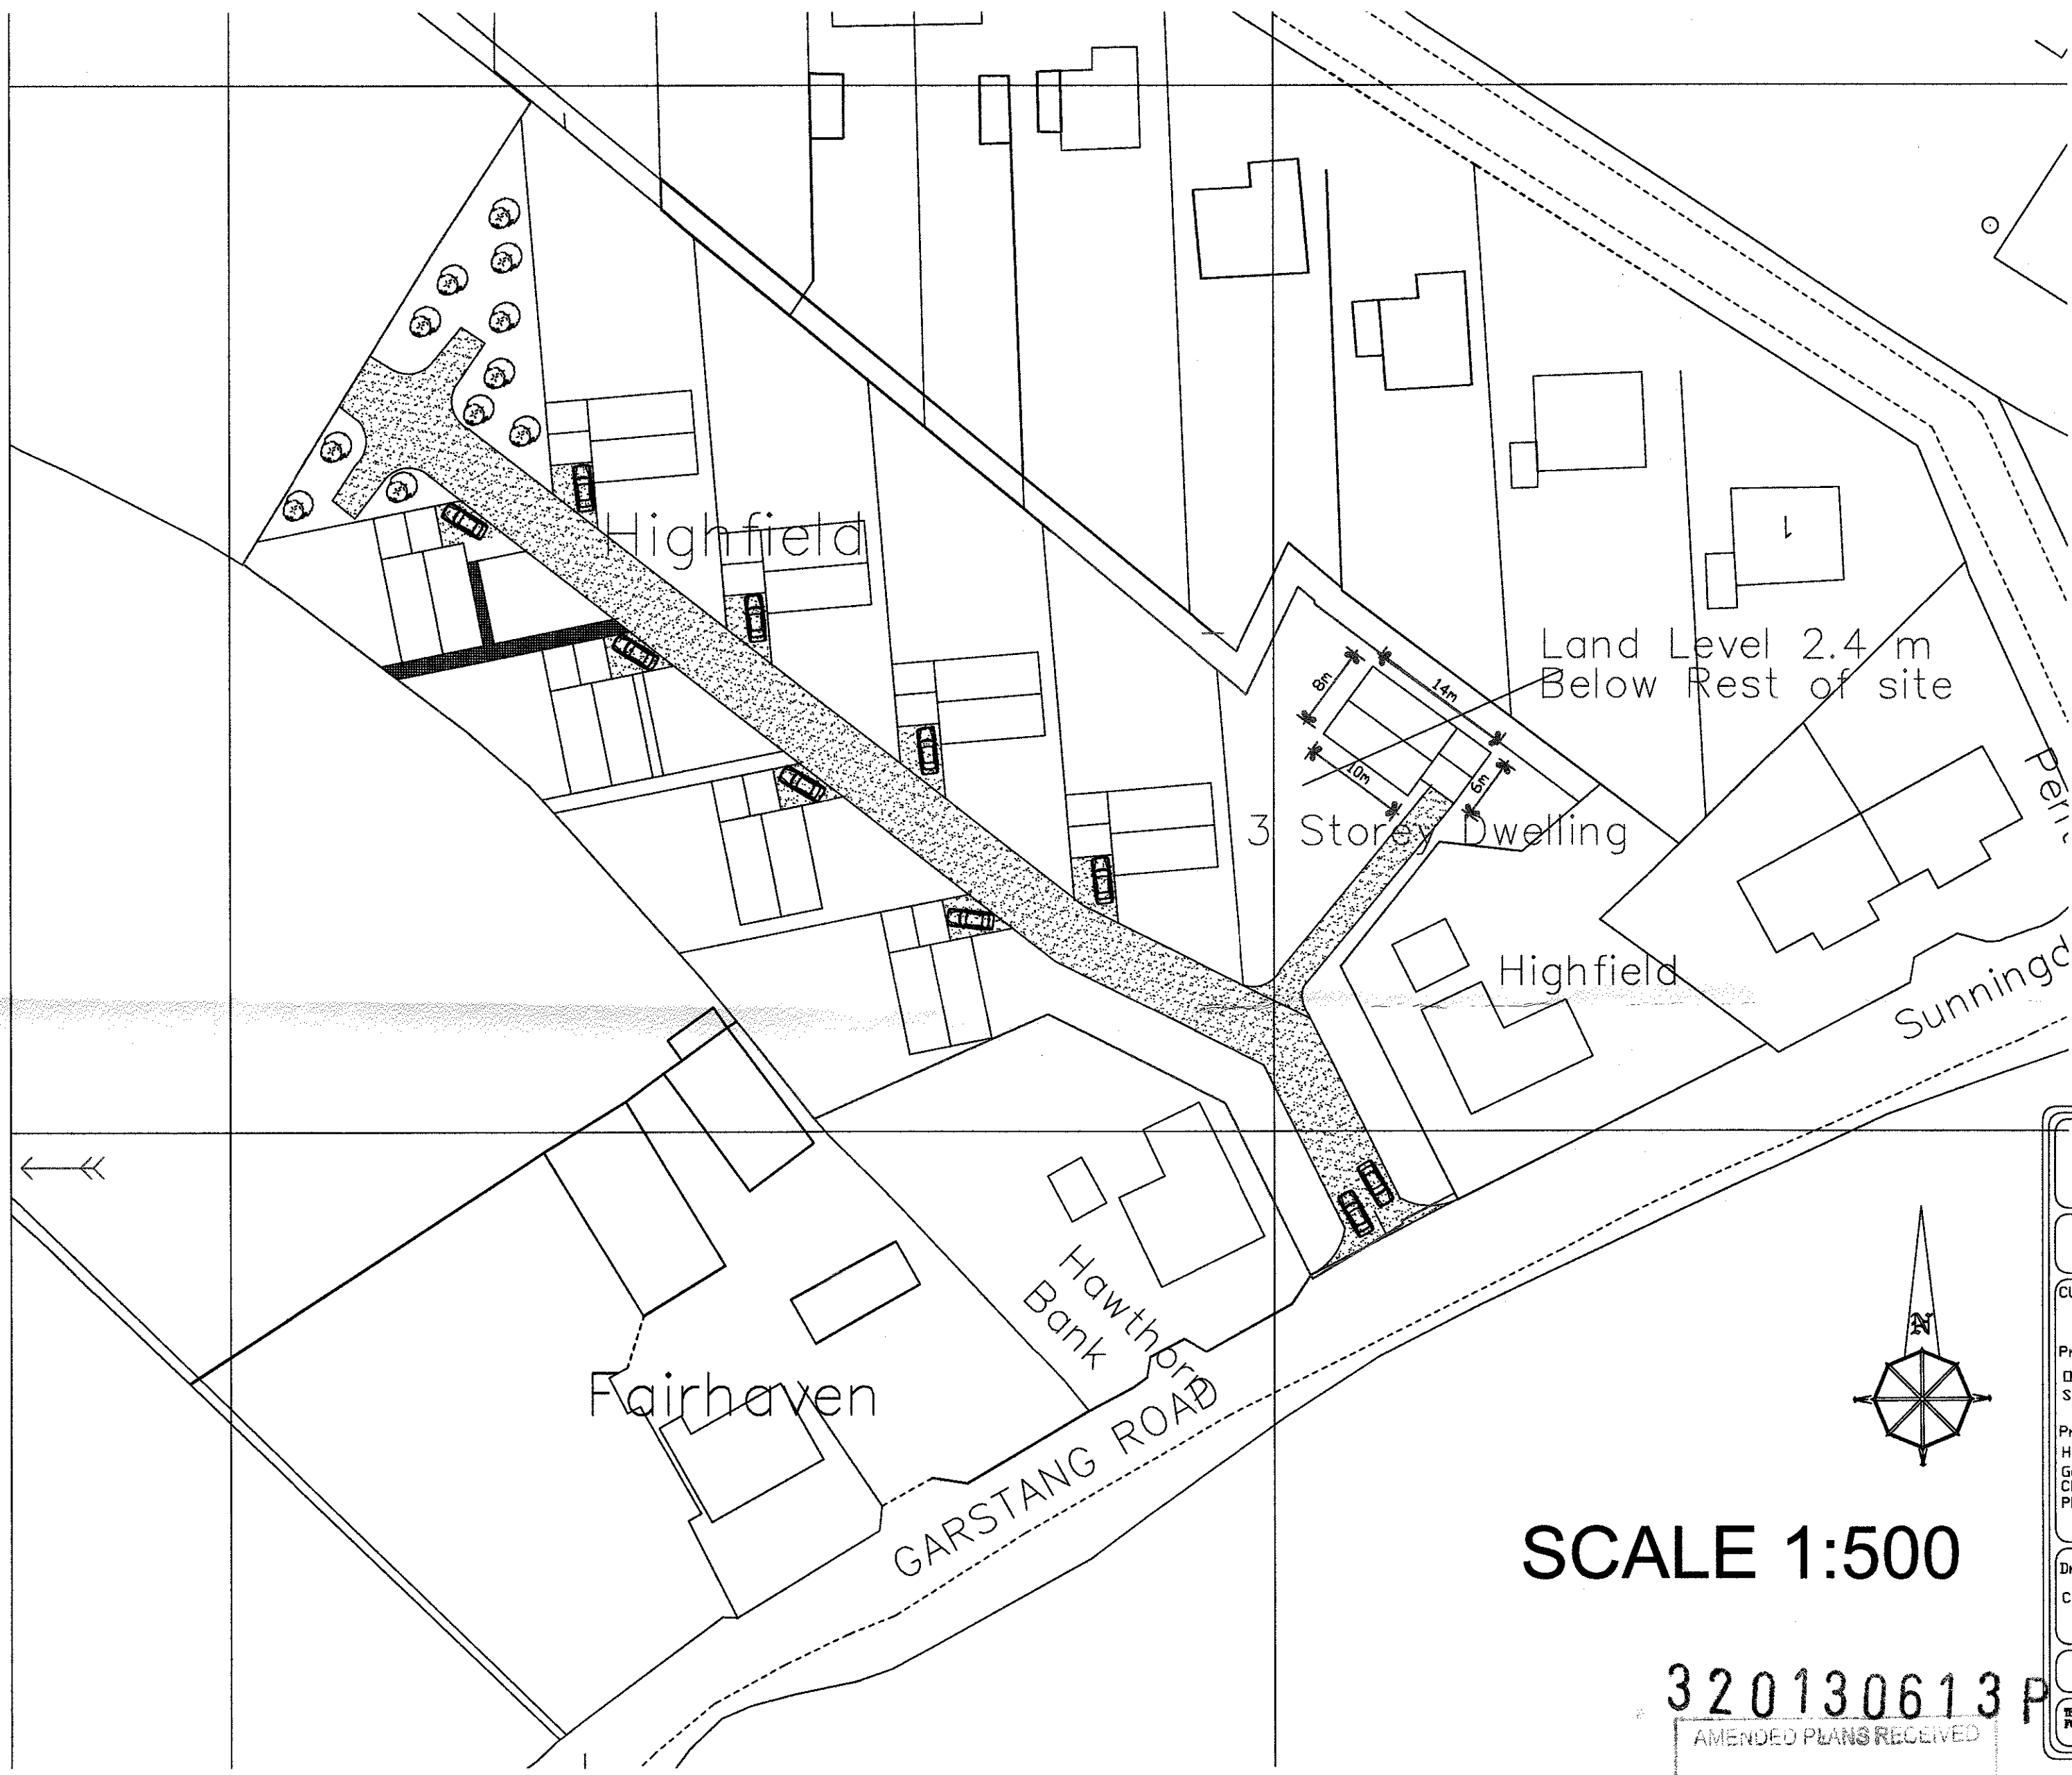 Highfield
Land Level 2.4 m
Below Rest of site
8m
14m
10m
6m
3 Storey Dwelling
1
Highfield
Sunningd
Hawthorn
Bank
Fairhaven
GARSTANG ROAD
N
SCALE 1:500
320130613P
AMENDED PLANS RECEIVED